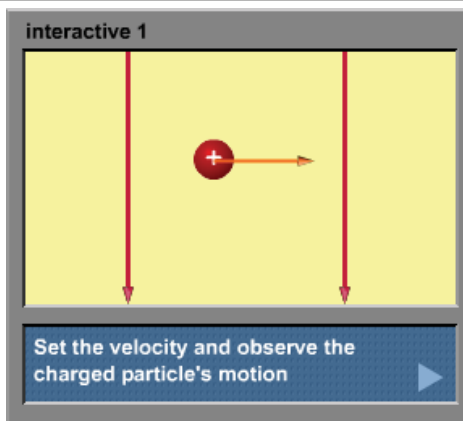 interactive 1
+
Set the velocity and observe the
charged particle's motion